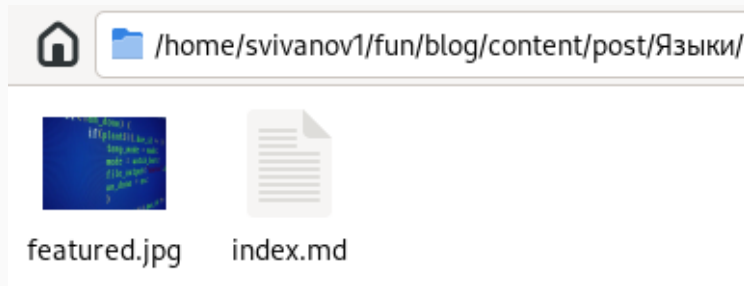 /home/svivanov1/fun/blog/content/post/Языки/
featured.jpg
index.md